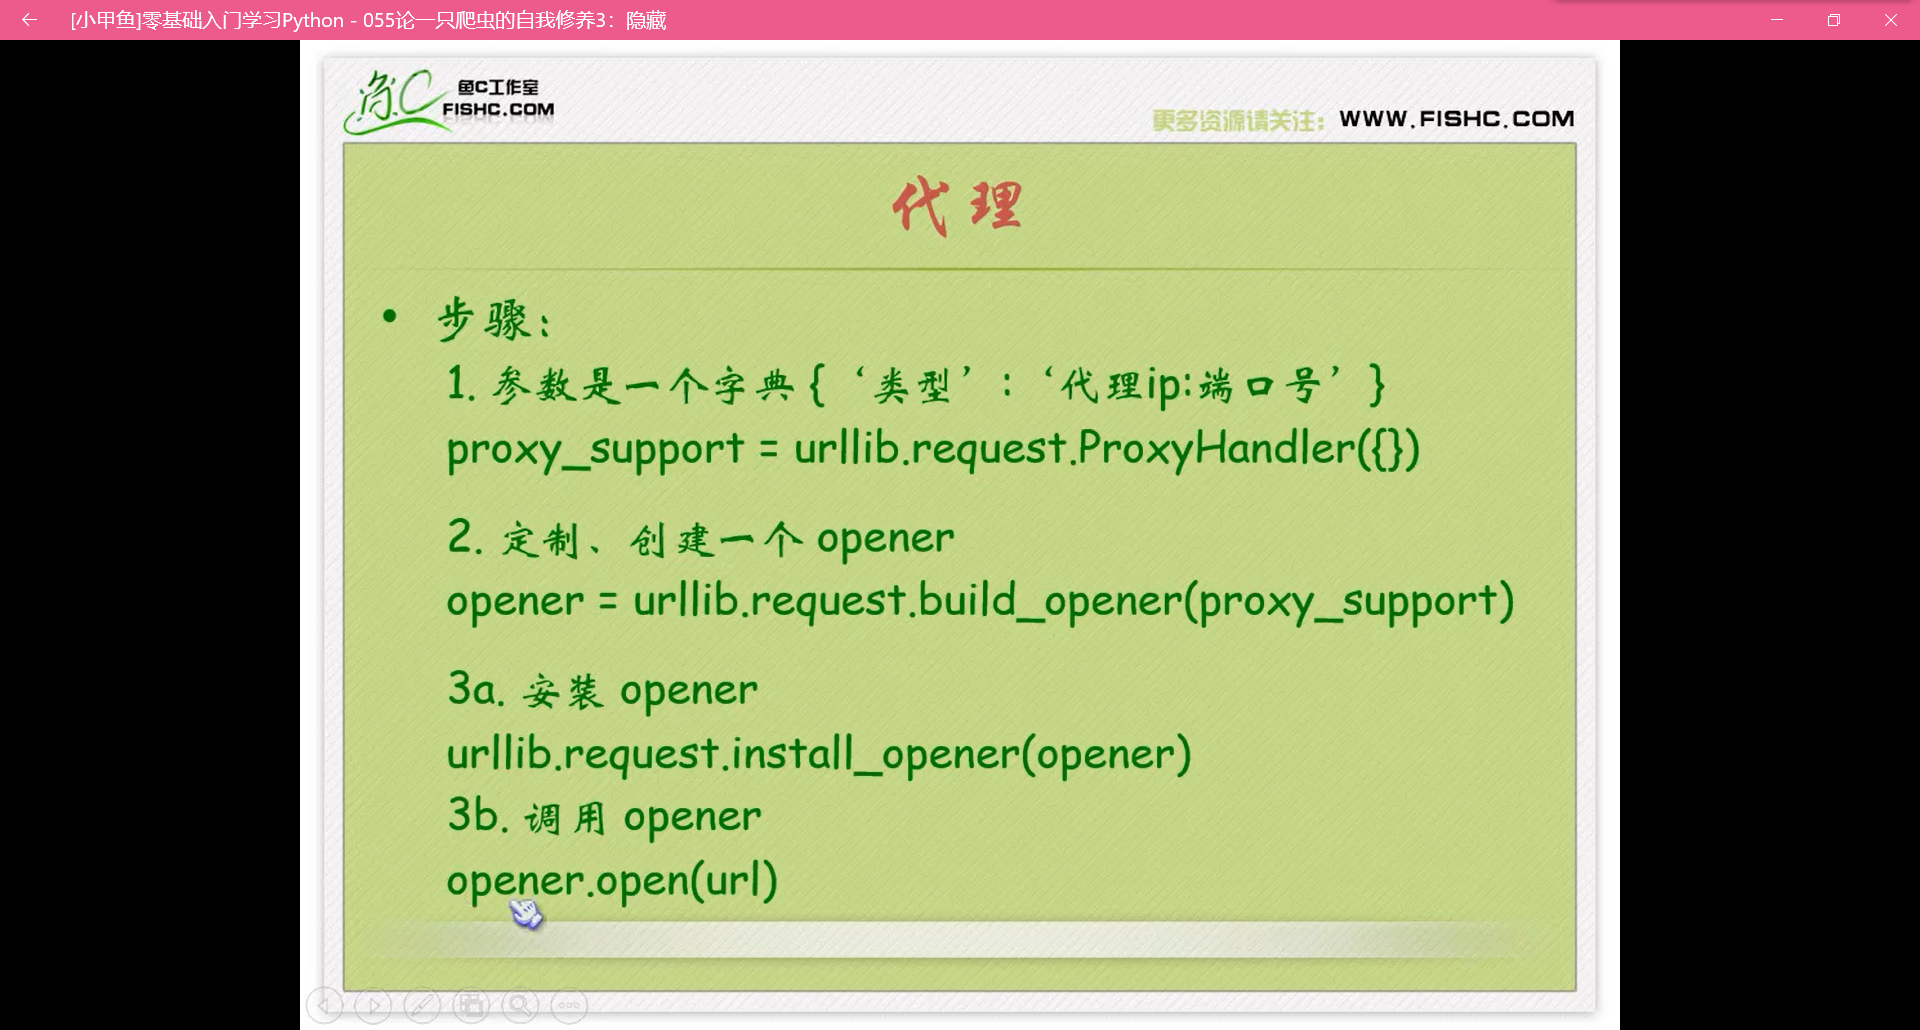 [小甲鱼]零基础入门学习Python - 055论一只爬虫的自我修养3：隐藏
鱼C 鱼C工作室
FISHC.COM
更多资源请关注：WWW.FISHC.COM
代理
• 步骤：
1. 参数是一个字典 {‘类型’：‘代理ip:端口号’}
proxy_support = urllib.request.ProxyHandler({})
2. 定制、创建一个 opener
opener = urllib.request.build_opener(proxy_support)
3a. 安装 opener
urllib.request.install_opener(opener)
3b. 调用 opener
opener.open(url)